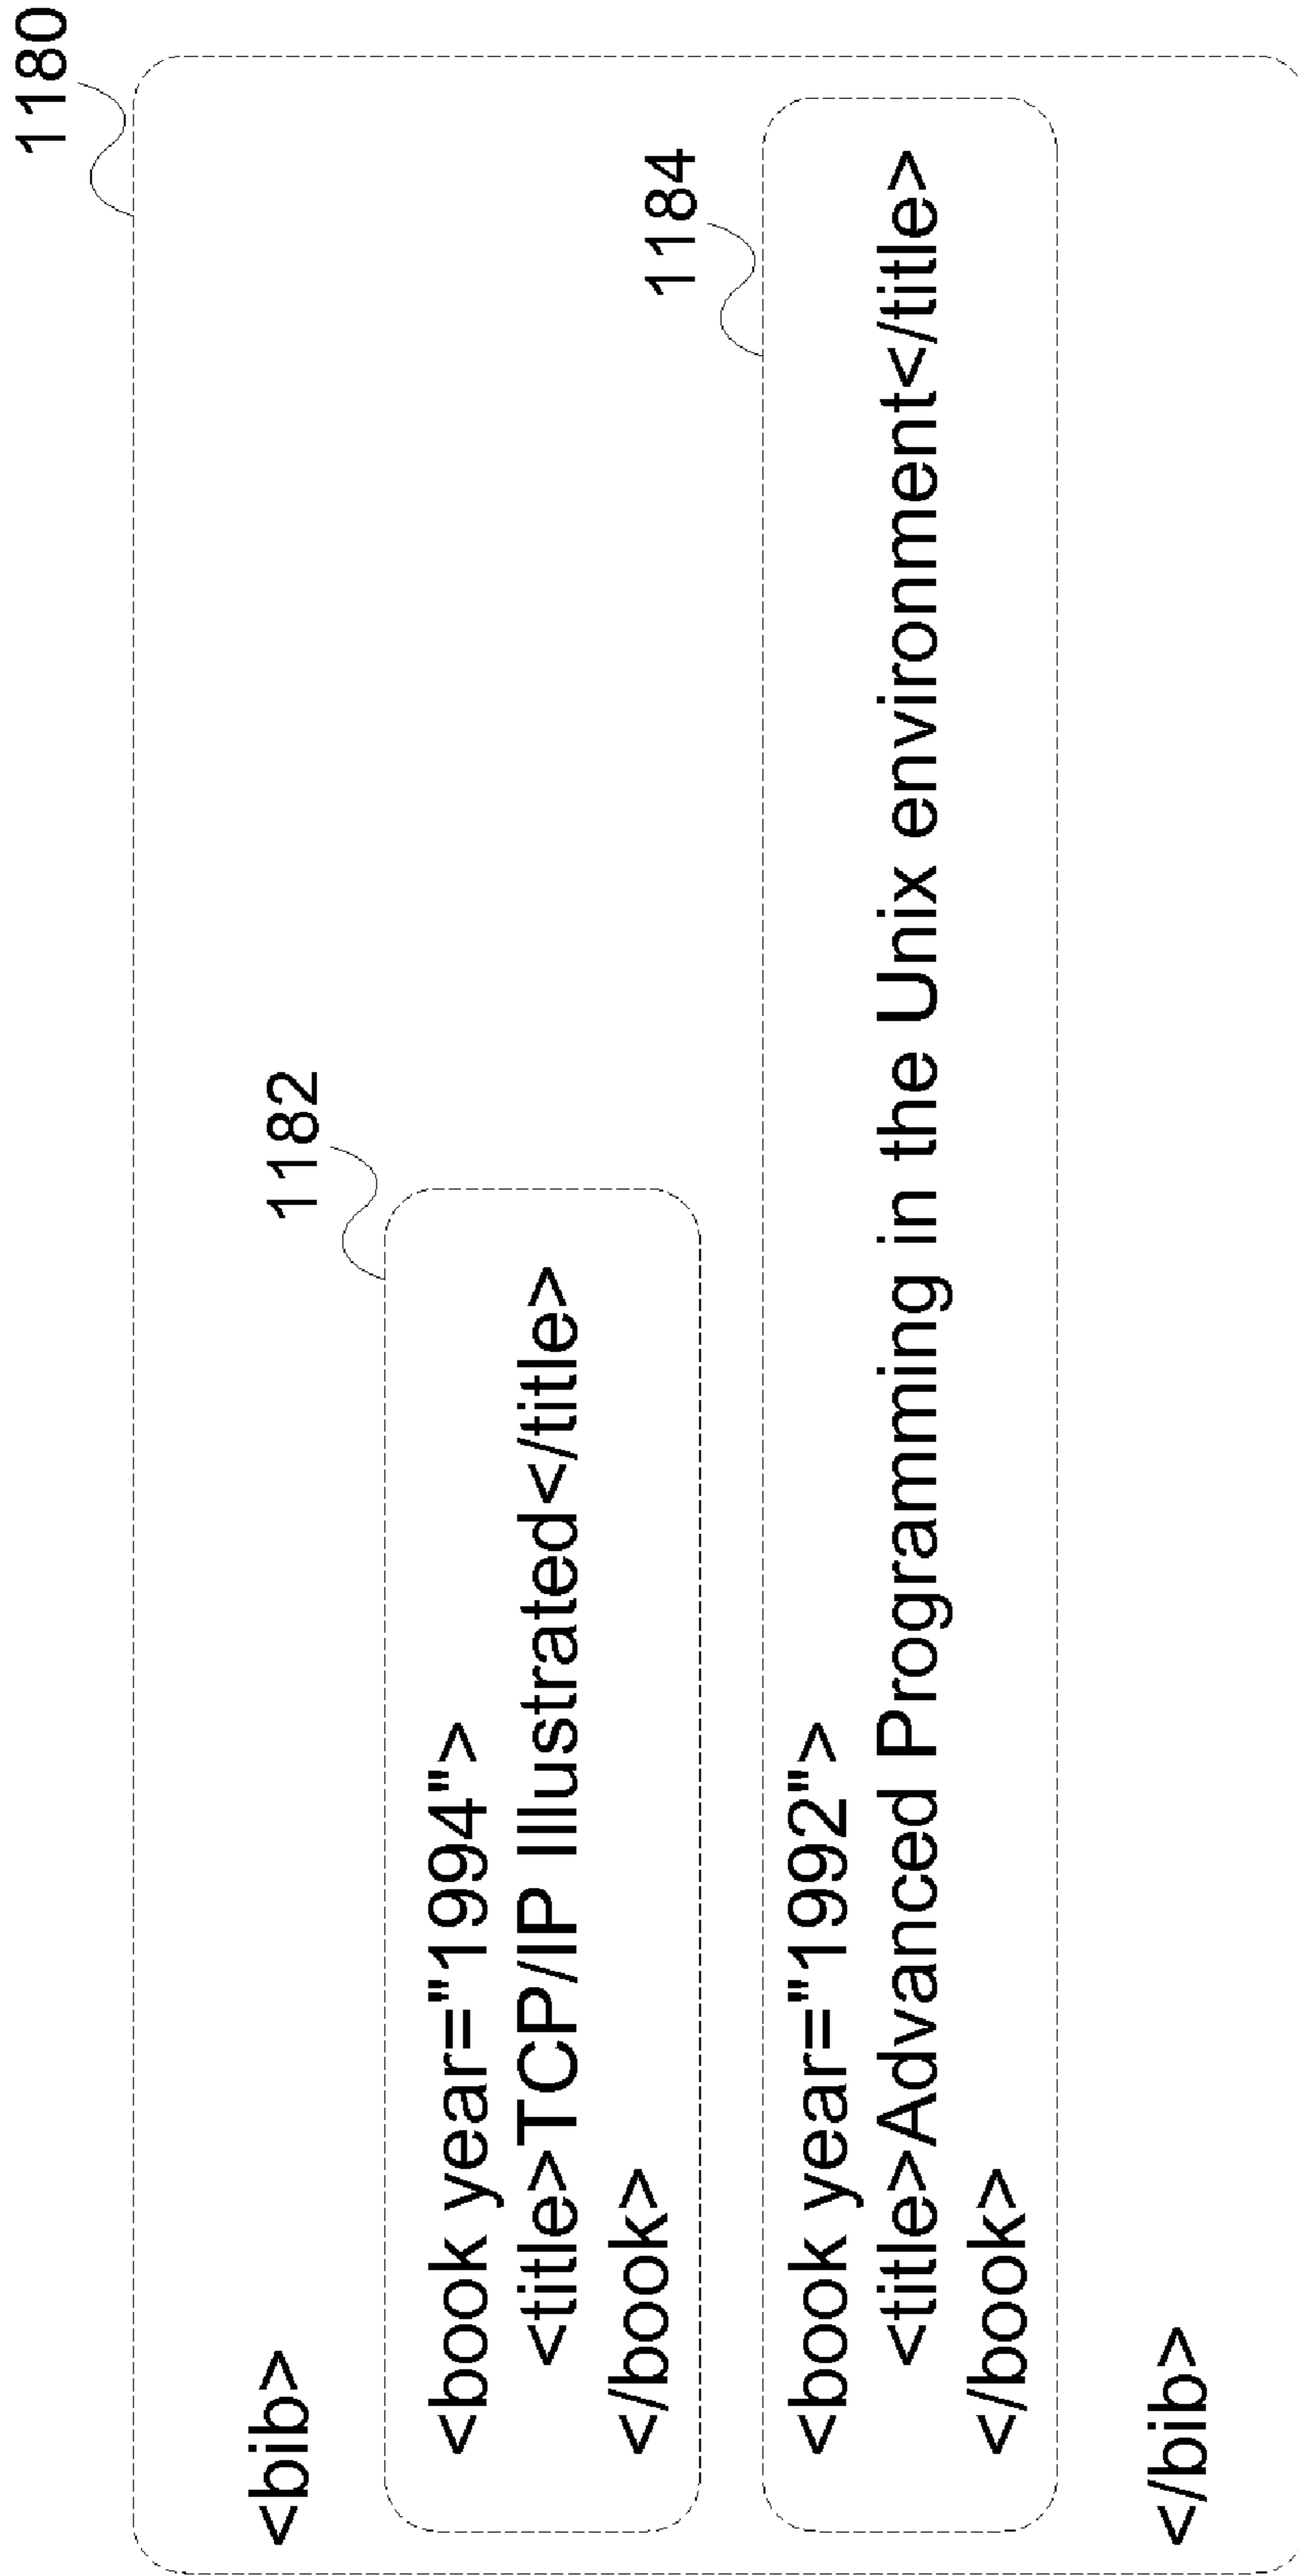 1180
<bib>
1182
<book year="1994">
<title>TCP/IP Illustrated</title>
</book>
1184
<book year="1992">
<title>Advanced Programming in the Unix environment</title>
</book>
</bib>